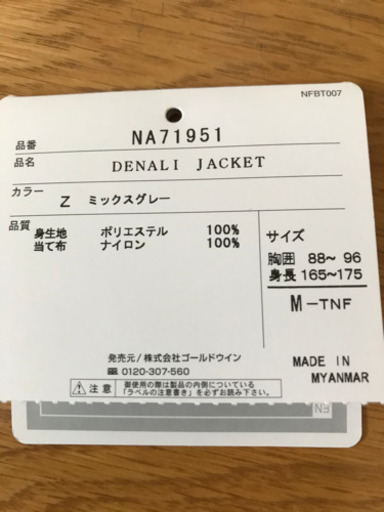 NFBT007
品番 NA71951
品名 DENALI JACKET
カラー Z ミックスグレー
品質 身生地 ポリエステル 100%
当て布 ナイロン 100%
サイズ
胸囲 88~ 96
身長 165~175
M-TNF
発売元/株式会社ゴールドウイン
☎0120-307-560
MADE IN
MYANMAR
⚠注意 御使用の際は製品の内側についている
「ラベルの注意書き」を必ずお読み下さい。
EN